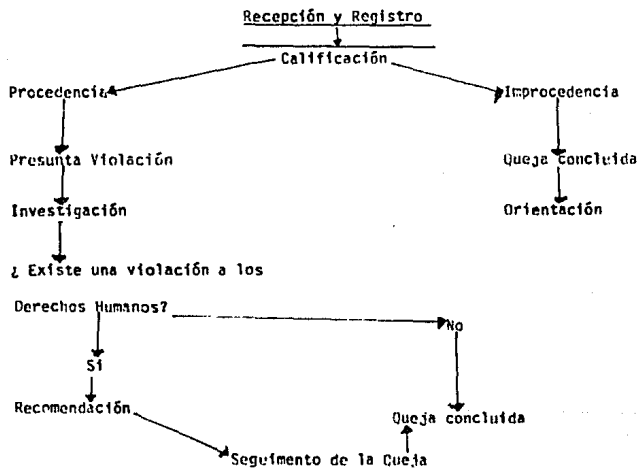 Recepción y Registro
Calificación
Procedencia
Improcedencia
Presunta Violación
Queja concluida
Investigación
Orientación
¿ Existe una violación a los
Derechos Humanos?
No
Si
Recomendación
Queja concluida
Seguimento de la Queja